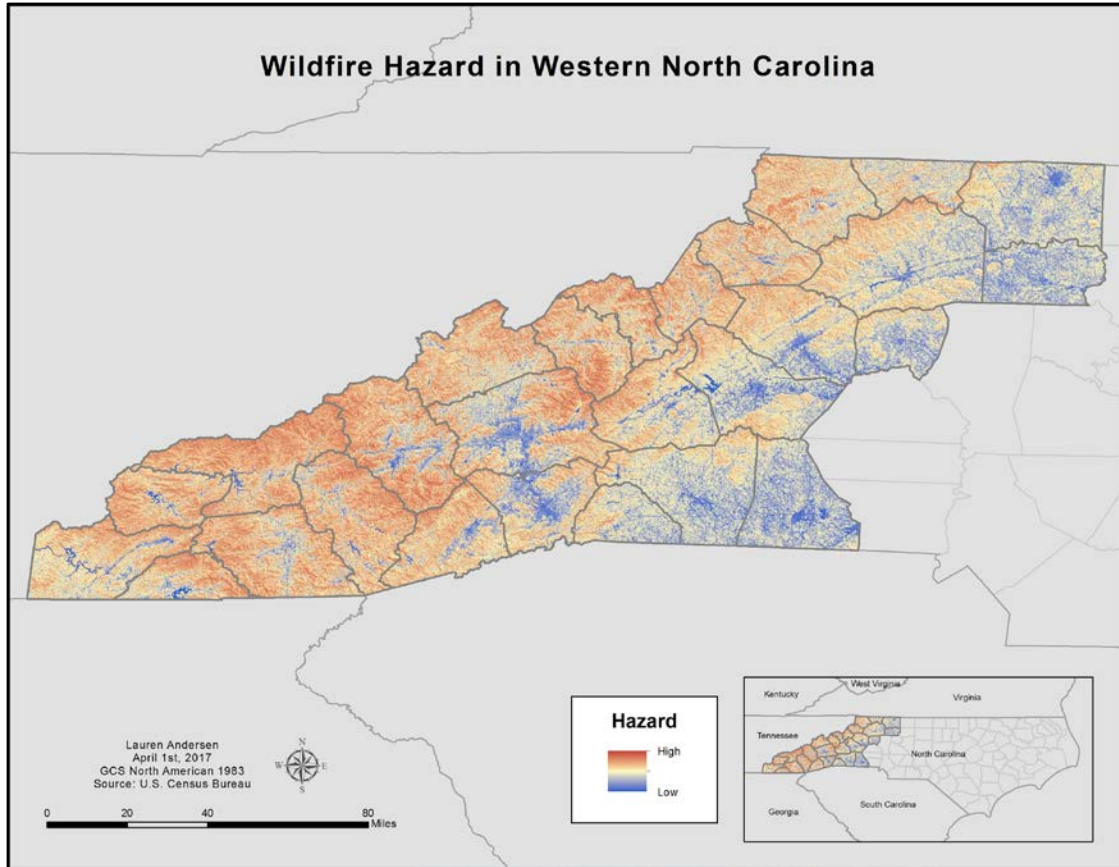 Wildfire Hazard in Western North Carolina
Lauren Andersen
April 1st, 2017
GCS North American 1983
Source: U.S. Census Bureau
N
W E
S
0 20 40 80
Miles
Hazard
High
Low
Kentucky
West Virginia
Virginia
Tennessee
North Carolina
Georgia
South Carolina